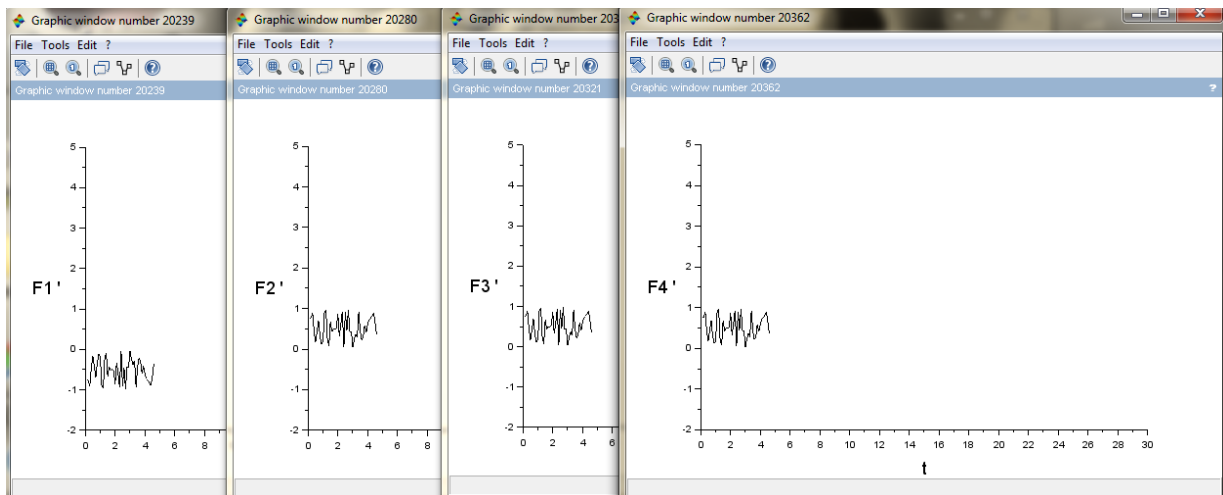 Graphic window number 20239
File Tools Edit ?
Graphic window number 20239
5
4
3
2
1
0
-1
-2
F1 '
0 2 4 6 8
Graphic window number 20280
File Tools Edit ?
Graphic window number 20280
5
4
3
2
1
0
-1
-2
F2 '
0 2 4 6 8
Graphic window number 203
File Tools Edit ?
Graphic window number 20321
5
4
3
2
1
0
-1
-2
F3 '
0 2 4 6
Graphic window number 20362
File Tools Edit ?
Graphic window number 20362 ?
5
4
3
2
1
0
-1
-2
F4 '
0 2 4 6 8 10 12 14 16 18 20 22 24 26 28 30
t